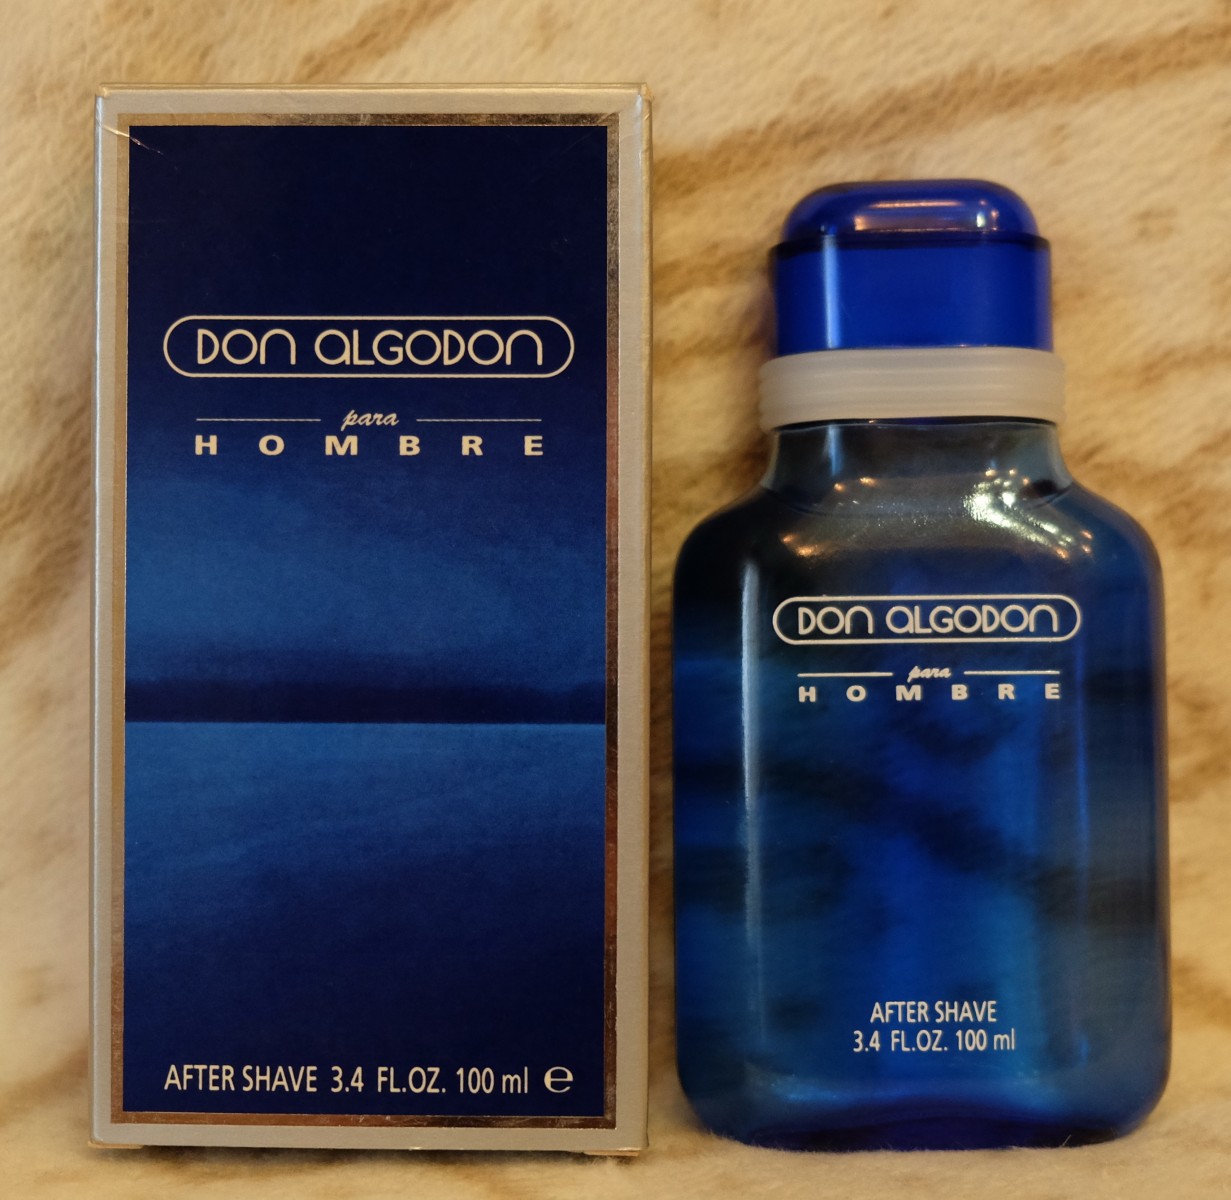 DON ALGODON
para
HOMBRE
AFTER SHAVE 3.4 FL.OZ. 100 ml ℮
DON ALGODON
para
HOMBRE
AFTER SHAVE
3.4 FL.OZ. 100 ml